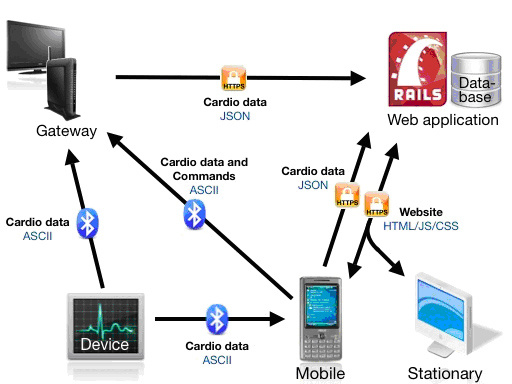 HTTPS
Cardio data
JSON
RAILS
Data-
base
Gateway
Web application
Cardio data and
Commands
ASCII
Cardio data
JSON
HTTPS
HTTPS
Website
HTML/JS/CSS
Cardio data
ASCII
Device
Cardio data
ASCII
Mobile
Stationary